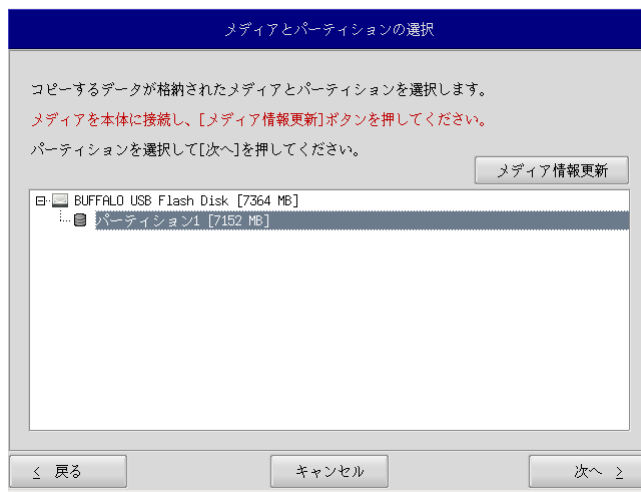 メディアとパーティションの選択
コピーするデータが格納されたメディアとパーティションを選択します。
メディアを本体に接続し、[メディア情報更新]ボタンを押してください。
パーティションを選択して[次へ]を押してください。
メディア情報更新
BUFFALO USB Flash Disk [7364 MB]
パーティション1 [7152 MB]
< 戻る
キャンセル
次へ >